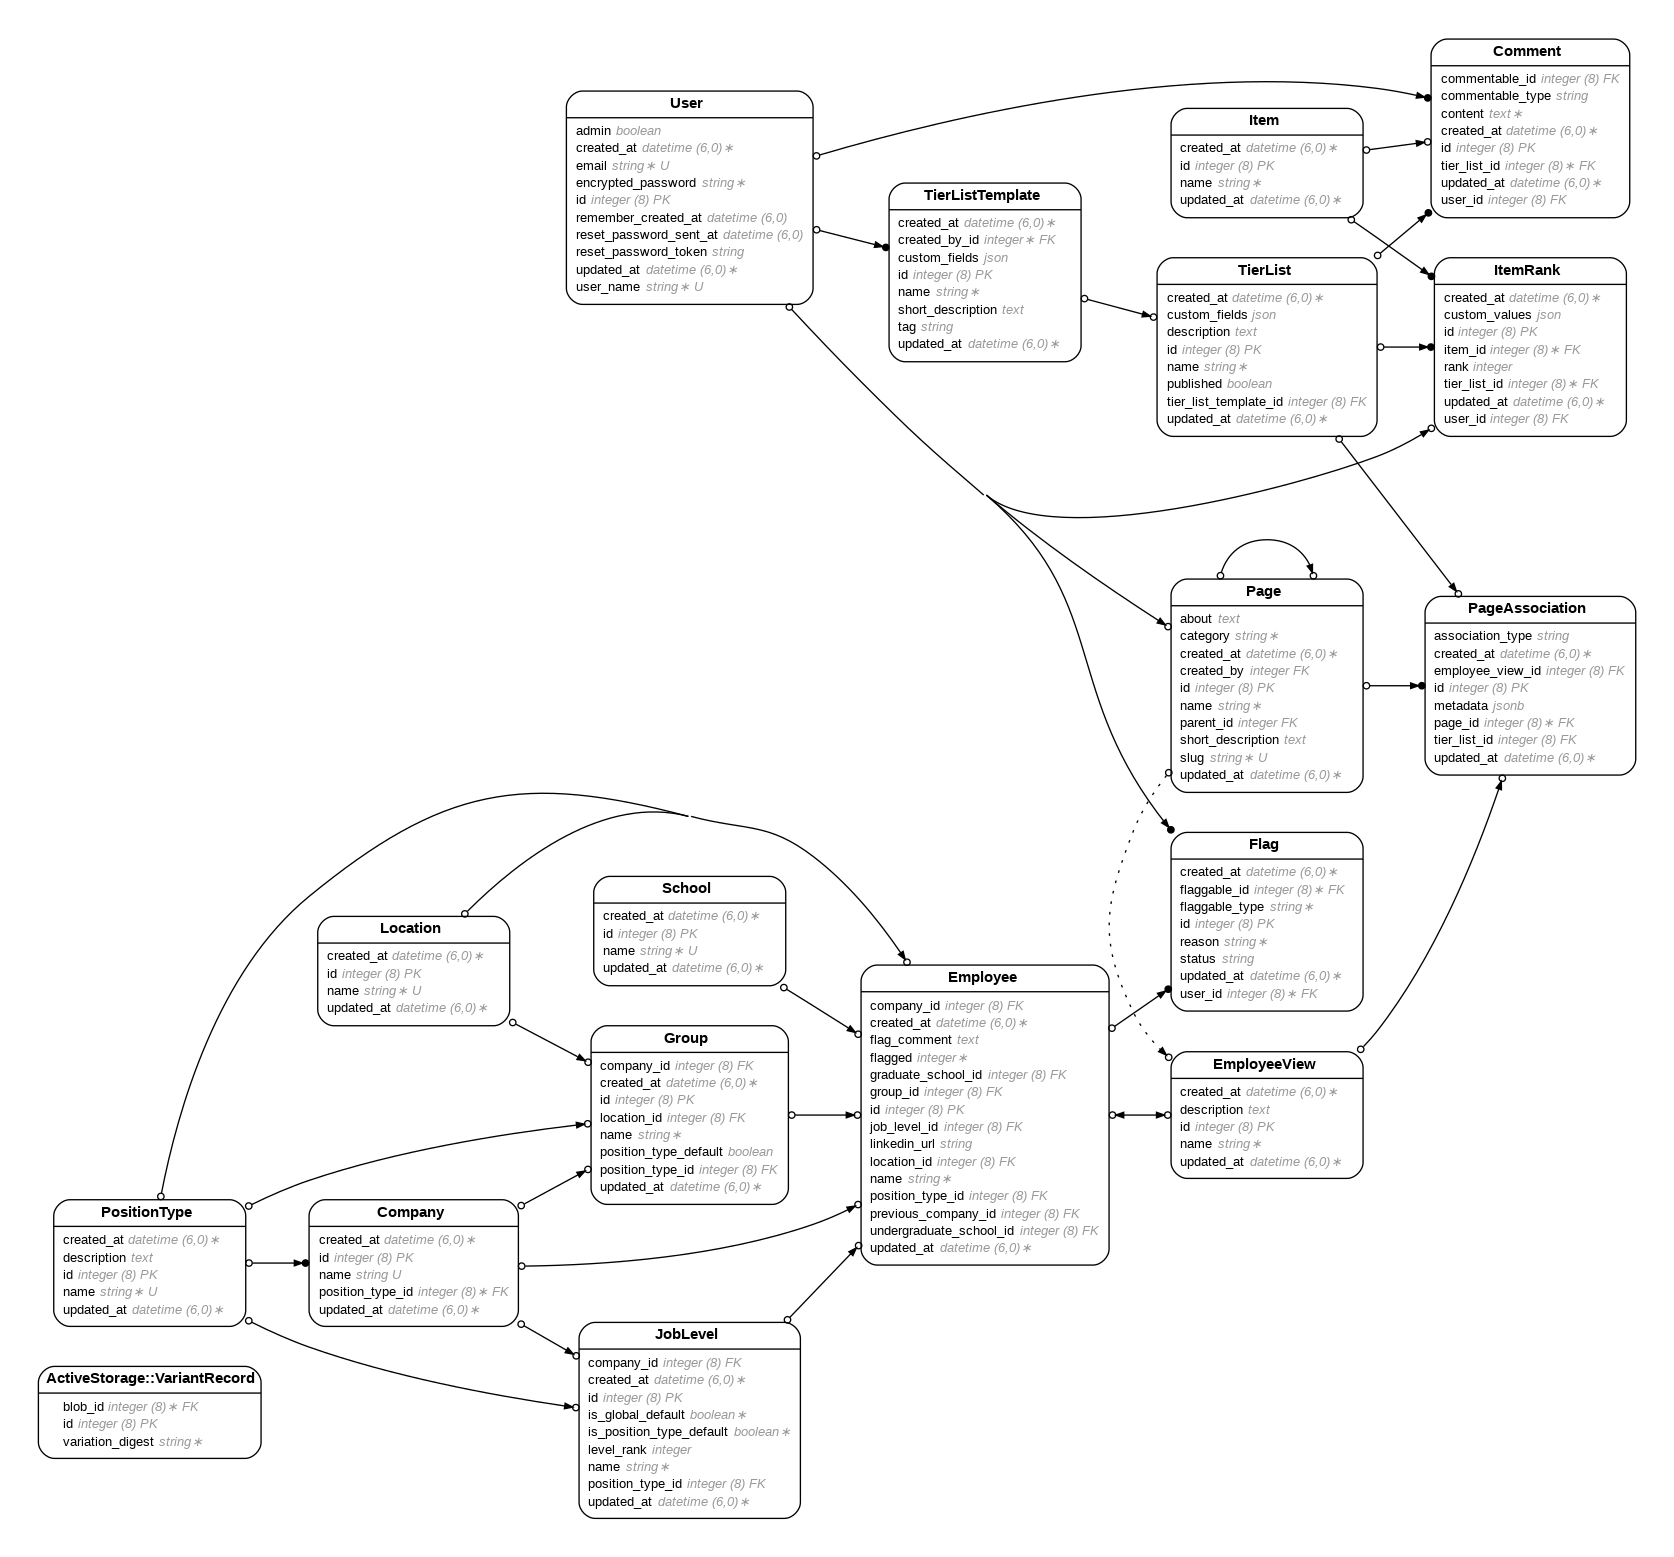 Comment
commentable_id integer (8) FK
commentable_type string
content text ∗
created_at datetime (6,0) ∗
id integer (8) PK
tier_list_id integer (8) ∗ FK
updated_at datetime (6,0) ∗
user_id integer (8) FK
User
admin boolean
created_at datetime (6,0) ∗
email string ∗ U
encrypted_password string ∗
id integer (8) PK
remember_created_at datetime (6,0)
reset_password_sent_at datetime (6,0)
reset_password_token string
updated_at datetime (6,0) ∗
user_name string ∗ U
Item
created_at datetime (6,0) ∗
id integer (8) PK
name string ∗
updated_at datetime (6,0) ∗
TierListTemplate
created_at datetime (6,0) ∗
created_by_id integer ∗ FK
custom_fields json
id integer (8) PK
name string ∗
short_description text
tag string
updated_at datetime (6,0) ∗
TierList
created_at datetime (6,0) ∗
custom_fields json
description text
id integer (8) PK
name string ∗
published boolean
tier_list_template_id integer (8) FK
updated_at datetime (6,0) ∗
ItemRank
created_at datetime (6,0) ∗
custom_values json
id integer (8) PK
item_id integer (8) ∗ FK
rank integer
tier_list_id integer (8) ∗ FK
updated_at datetime (6,0) ∗
user_id integer (8) FK
Page
about text
category string ∗
created_at datetime (6,0) ∗
created_by integer FK
id integer (8) PK
name string ∗
parent_id integer FK
short_description text
slug string ∗ U
updated_at datetime (6,0) ∗
PageAssociation
association_type string
created_at datetime (6,0) ∗
employee_view_id integer (8) FK
id integer (8) PK
metadata jsonb
page_id integer (8) ∗ FK
tier_list_id integer (8) FK
updated_at datetime (6,0) ∗
Flag
created_at datetime (6,0) ∗
flaggable_id integer (8) ∗ FK
flaggable_type string ∗
id integer (8) PK
reason string ∗
status string
updated_at datetime (6,0) ∗
user_id integer (8) ∗ FK
School
created_at datetime (6,0) ∗
id integer (8) PK
name string ∗ U
updated_at datetime (6,0) ∗
Location
created_at datetime (6,0) ∗
id integer (8) PK
name string ∗ U
updated_at datetime (6,0) ∗
Employee
company_id integer (8) FK
created_at datetime (6,0) ∗
flag_comment text
flagged integer ∗
graduate_school_id integer (8) FK
group_id integer (8) FK
id integer (8) PK
job_level_id integer (8) FK
linkedin_url string
location_id integer (8) FK
name string ∗
position_type_id integer (8) FK
previous_company_id integer (8) FK
undergraduate_school_id integer (8) FK
updated_at datetime (6,0) ∗
Group
company_id integer (8) FK
created_at datetime (6,0) ∗
id integer (8) PK
location_id integer (8) FK
name string ∗
position_type_default boolean
position_type_id integer (8) FK
updated_at datetime (6,0) ∗
EmployeeView
created_at datetime (6,0) ∗
description text
id integer (8) PK
name string ∗
updated_at datetime (6,0) ∗
PositionType
created_at datetime (6,0) ∗
description text
id integer (8) PK
name string ∗ U
updated_at datetime (6,0) ∗
Company
created_at datetime (6,0) ∗
id integer (8) PK
name string U
position_type_id integer (8) ∗ FK
updated_at datetime (6,0) ∗
JobLevel
company_id integer (8) FK
created_at datetime (6,0) ∗
id integer (8) PK
is_global_default boolean ∗
is_position_type_default boolean ∗
level_rank integer
name string ∗
position_type_id integer (8) FK
updated_at datetime (6,0) ∗
ActiveStorage::VariantRecord
blob_id integer (8) ∗ FK
id integer (8) PK
variation_digest string ∗